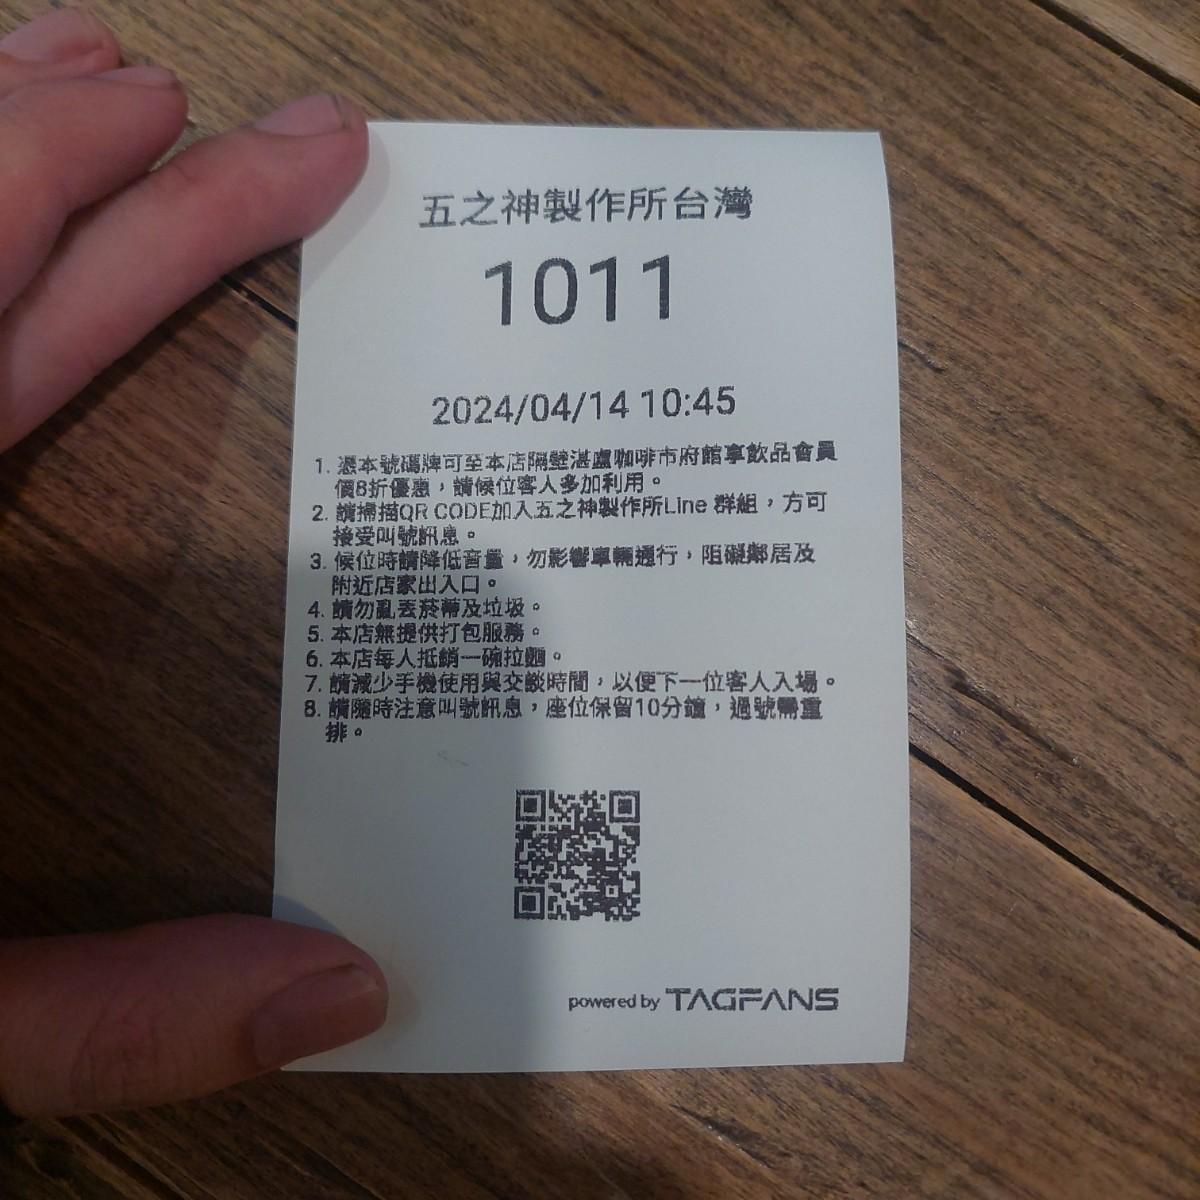 五之神製作所台灣
1011
2024/04/14 10:45
1. 憑本號碼牌可至本店隔壁湛盧咖啡市府館享飲品會員
價8折優惠，請候位客人多加利用。
2. 請掃描QR CODE加入五之神製作所Line 群組，方可
接受叫號訊息。
3. 候位時請降低音量，勿影響車輛通行，阻礙鄰居及
附近店家出入口。
4. 請勿亂丟菸蒂及垃圾。
5. 本店無提供打包服務。
6. 本店每人抵銷一碗拉麵。
7. 請減少手機使用與交談時間，以便下一位客人入場。
8. 請隨時注意叫號訊息，座位保留10分鐘，過號需重
排。
powered by TAGFANS